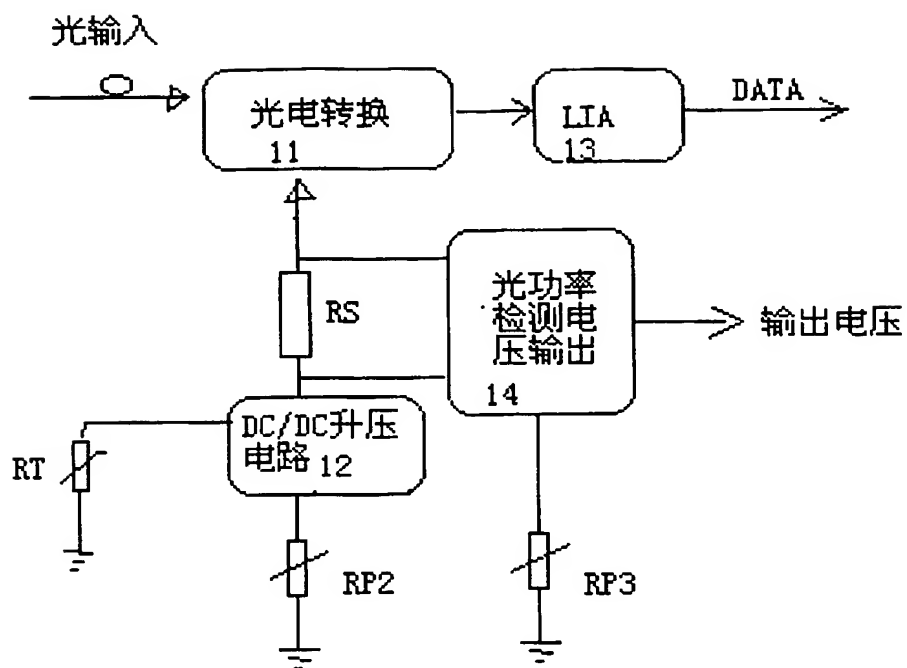 光输入
光电转换
11
LIA
13
DATA
RS
光功率
检测电
压输出
14
输出电压
DC/DC升压
电路 12
RT
RP2
RP3